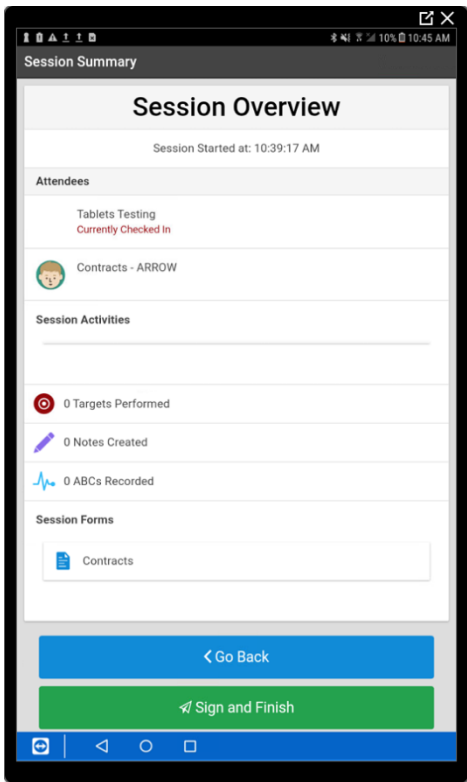 10% 10:45 AM
Session Summary
Session Overview
Session Started at: 10:39:17 AM
Attendees
Tablets Testing
Currently Checked In
Contracts - ARROW
Session Activities
0 Targets Performed
0 Notes Created
0 ABCs Recorded
Session Forms
Contracts
Go Back
Sign and Finish